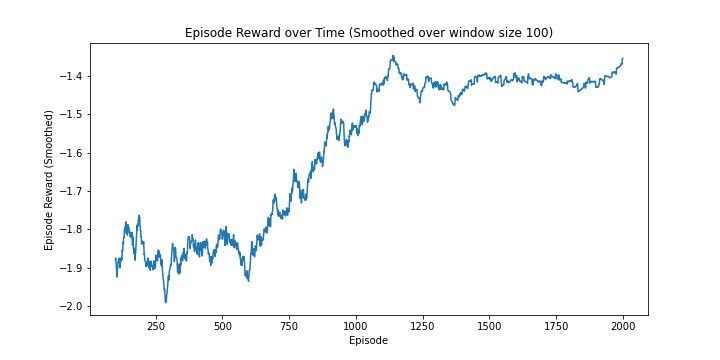 Episode Reward over Time (Smoothed over window size 100)
Episode Reward (Smoothed)
−1.4
−1.5
−1.6
−1.7
−1.8
−1.9
−2.0
250 500 750 1000 1250 1500 1750 2000
Episode